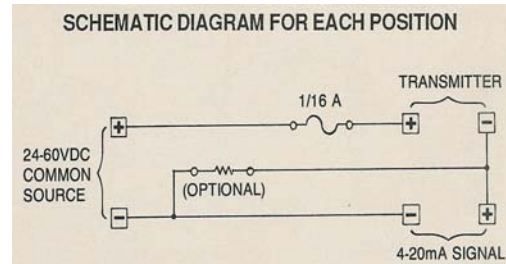 SCHEMATIC DIAGRAM FOR EACH POSITION
TRANSMITTER
1/16 A
+
+
-
24-60VDC
COMMON
SOURCE
(OPTIONAL)
-
-
+
4-20mA SIGNAL